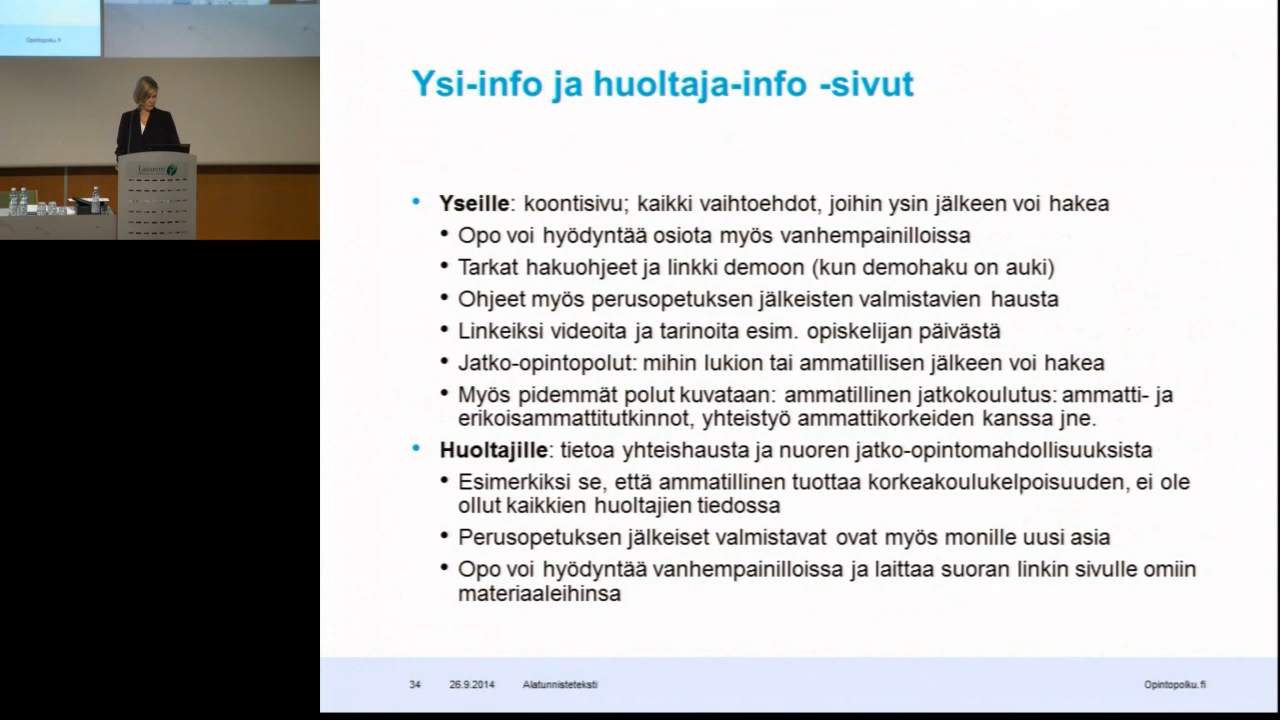 Opintopolku.fi
Laurea
Ysi-info ja huoltaja-info -sivut
• Yseille: koontisivu; kaikki vaihtoehdot, joihin ysin jälkeen voi hakea
• Opo voi hyödyntää osiota myös vanhempainilloissa
• Tarkat hakuohjeet ja linkki demoon (kun demohaku on auki)
• Ohjeet myös perusopetuksen jälkeisten valmistavien hausta
• Linkeiksi videoita ja tarinoita esim. opiskelijan päivästä
• Jatko-opintopolut: mihin lukion tai ammatillisen jälkeen voi hakea
• Myös pidemmät polut kuvataan: ammatillinen jatkokoulutus: ammatti- ja
erikoisammattitutkinnot, yhteistyö ammattikorkeiden kanssa jne.
• Huoltajille: tietoa yhteishausta ja nuoren jatko-opintomahdollisuuksista
• Esimerkiksi se, että ammatillinen tuottaa korkeakoulukelpoisuuden, ei ole
ollut kaikkien huoltajien tiedossa
• Perusopetuksen jälkeiset valmistavat ovat myös monille uusi asia
• Opo voi hyödyntää vanhempainilloissa ja laittaa suoran linkin sivulle omiin
materiaaleihinsa
34 26.9.2014 Alatunnisteteksti Opintopolku.fi